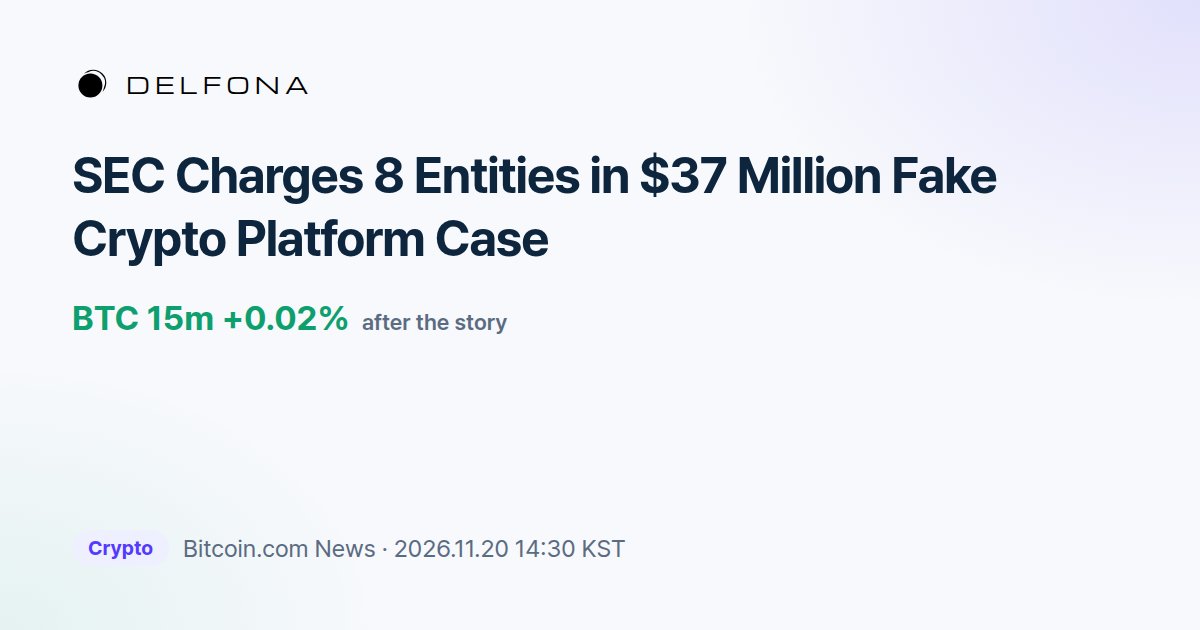 DELFONA
SEC Charges 8 Entities in $37 Million Fake
Crypto Platform Case
BTC 15m +0.02% after the story
Crypto Bitcoin.com News · 2026.11.20 14:30 KST